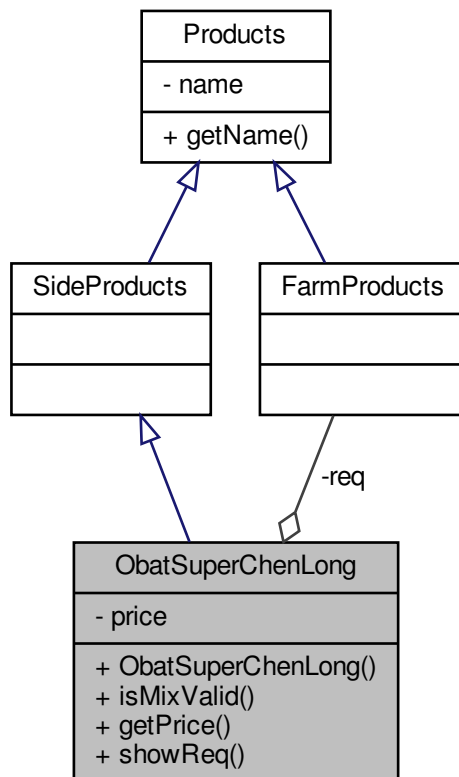 Products
- name
+ getName()
SideProducts
FarmProducts
-req
ObatSuperChenLong
- price
+ ObatSuperChenLong()
+ isMixValid()
+ getPrice()
+ showReq()